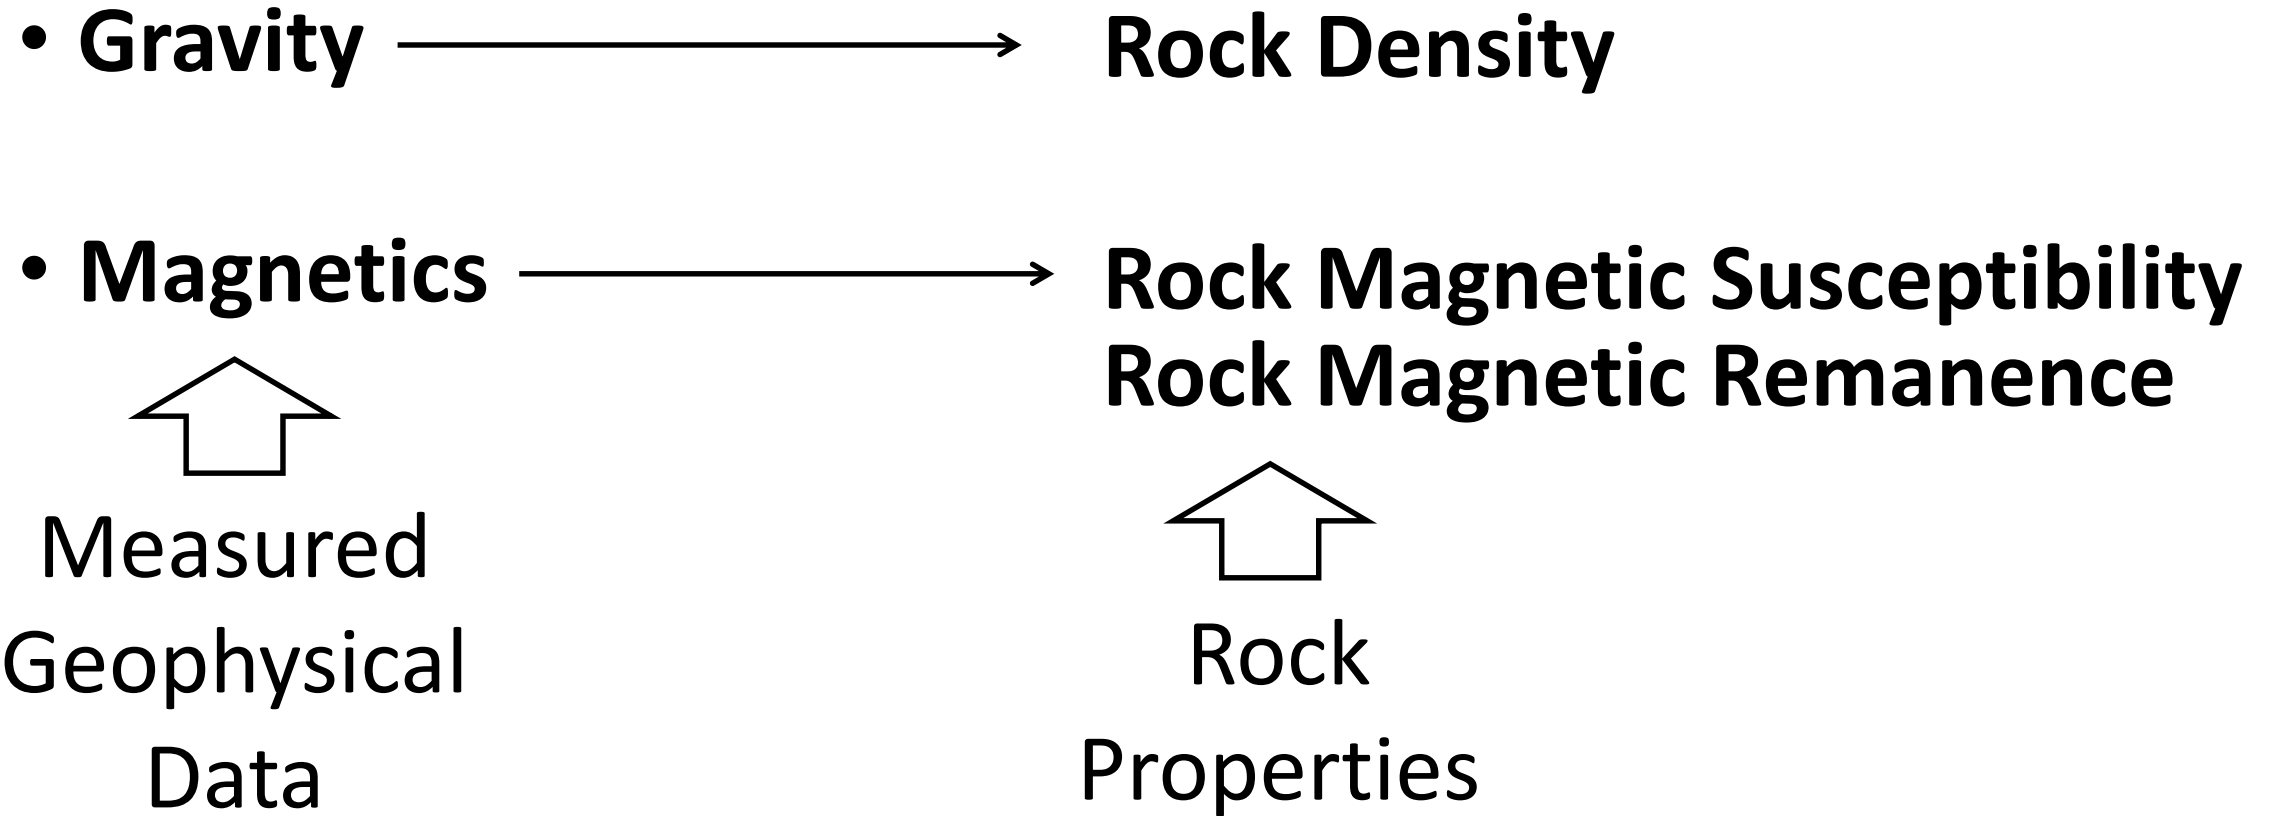 • Gravity
Rock Density
• Magnetics
Rock Magnetic Susceptibility
Rock Magnetic Remanence
Measured
Geophysical
Data
Rock
Properties